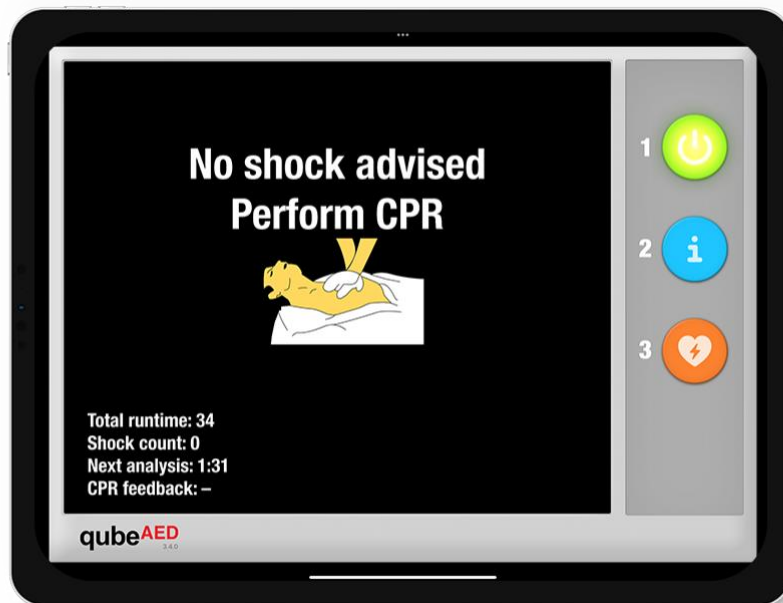 No shock advised
Perform CPR
1
2
i
3
Total runtime: 34
Shock count: 0
Next analysis: 1:31
CPR feedback: –
qubeAED
3.4.0